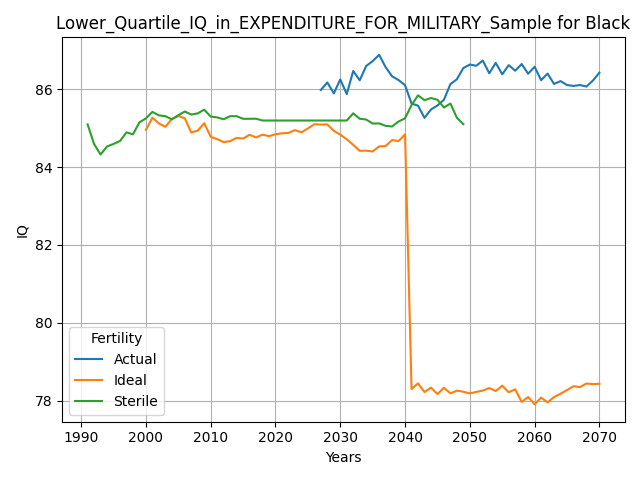 Lower_Quartile_IQ_in_EXPENDITURE_FOR_MILITARY_Sample for Black
86
84
82
80
78
IQ
Fertility
Actual
Ideal
Sterile
1990 2000 2010 2020 2030 2040 2050 2060 2070
Years